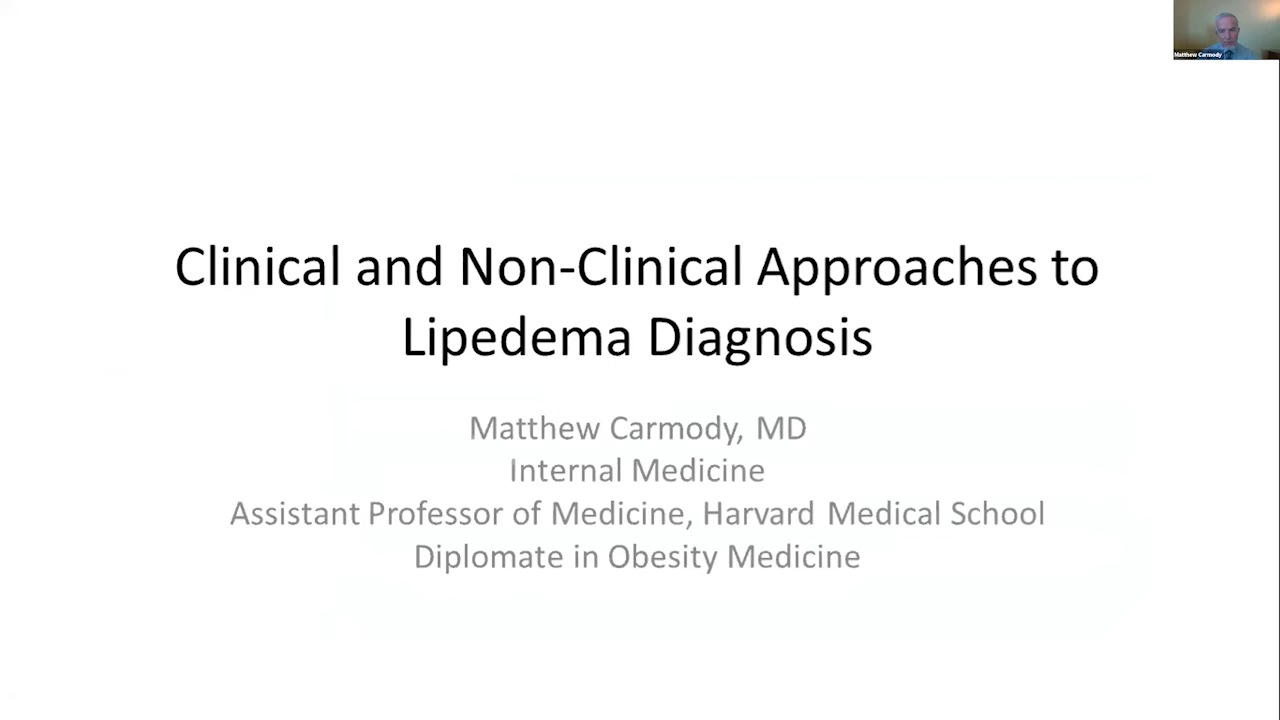 Matthew Carmody
Clinical and Non-Clinical Approaches to
Lipedema Diagnosis
Matthew Carmody, MD
Internal Medicine
Assistant Professor of Medicine, Harvard Medical School
Diplomate in Obesity Medicine